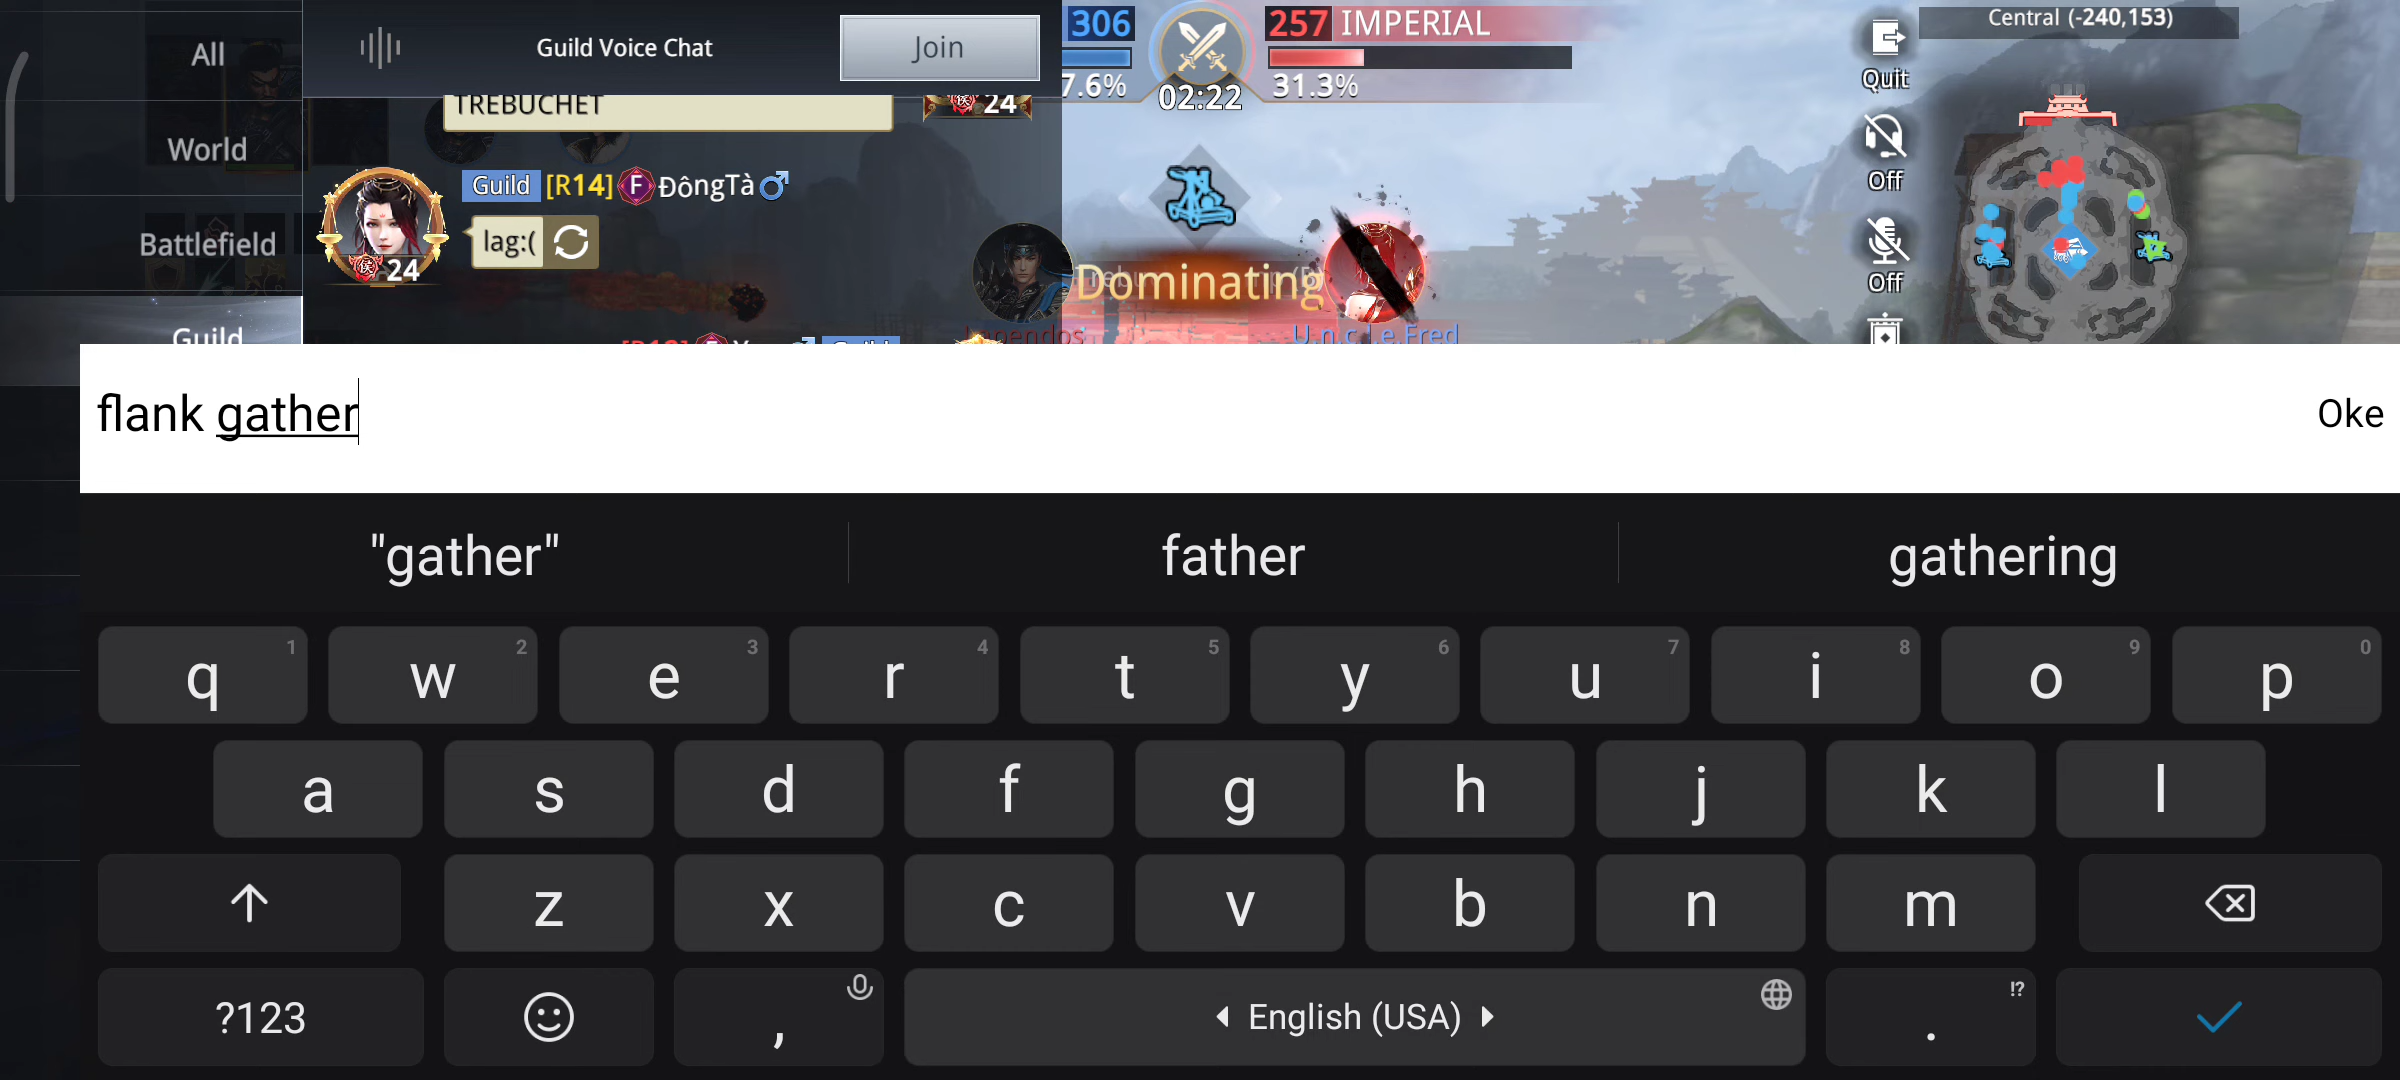 All
World
Battlefield
Guild
Guild Voice Chat
Join
TREBUCHET
24
Guild [R14] F ĐôngTà
lag:(
24
306
7.6%
02:22
257 IMPERIAL
31.3%
Dominating
U.n.c.l.e.Fred
Quit
Off
Off
Central (-240,153)
flank gather
Oke
"gather"
father
gathering
q 1 w 2 e 3 r 4 t 5 y 6 u 7 i 8 o 9 p 0
a s d f g h j k l
z x c v b n m
?123 , English (USA) . !?